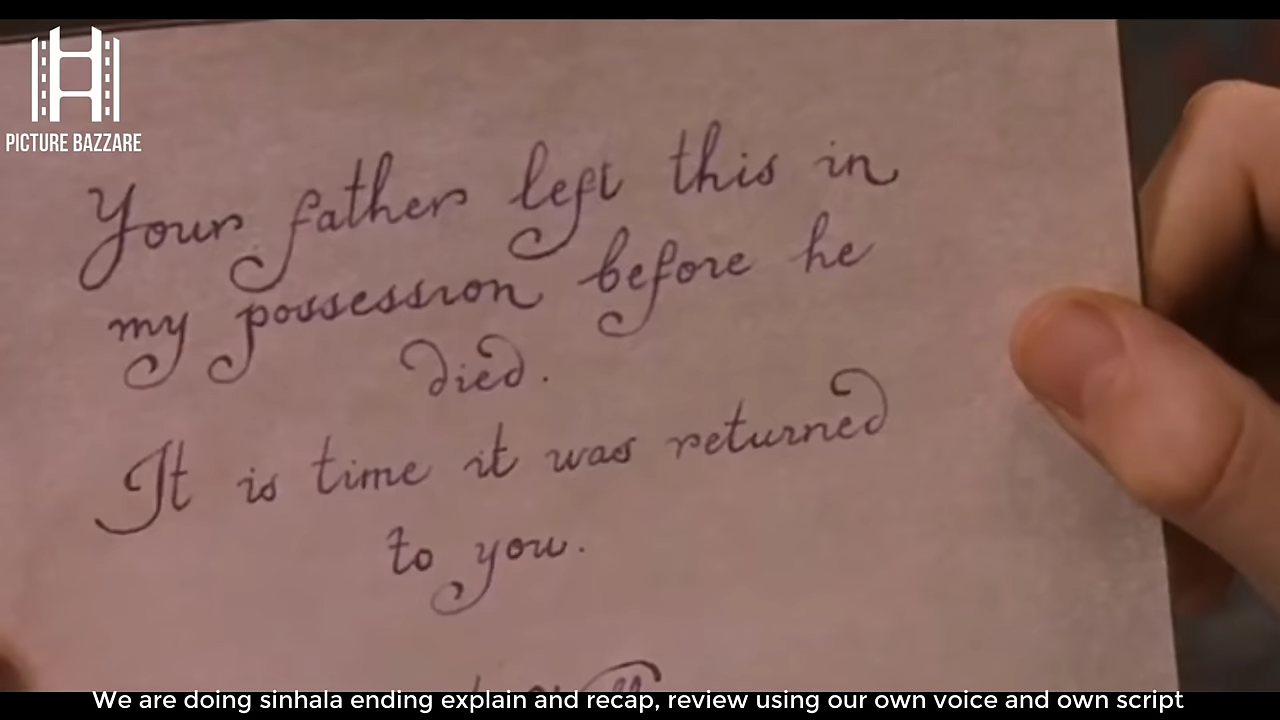 PICTURE BAZZARE
Your father left this in
my possession before he
died.
It is time it was returned
to you.
We are doing sinhala ending explain and recap, review using our own voice and own script